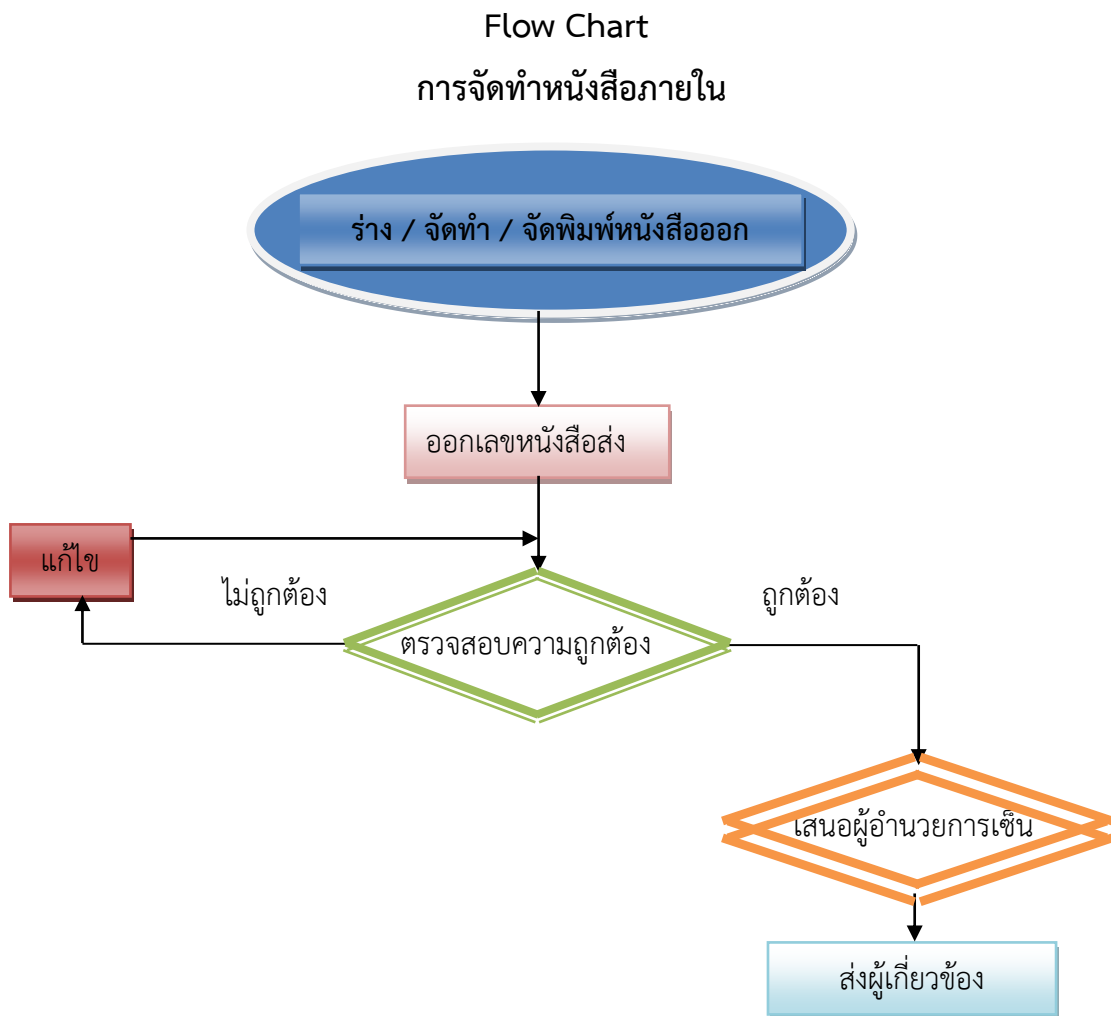 Flow Chart
การจัดทำหนังสือภายใน
ร่าง / จัดทำ / จัดพิมพ์หนังสือออก
ออกเลขหนังสือส่ง
แก้ไข
ไม่ถูกต้อง
ถูกต้อง
ตรวจสอบความถูกต้อง
เสนอผู้อำนวยการเซ็น
ส่งผู้เกี่ยวข้อง